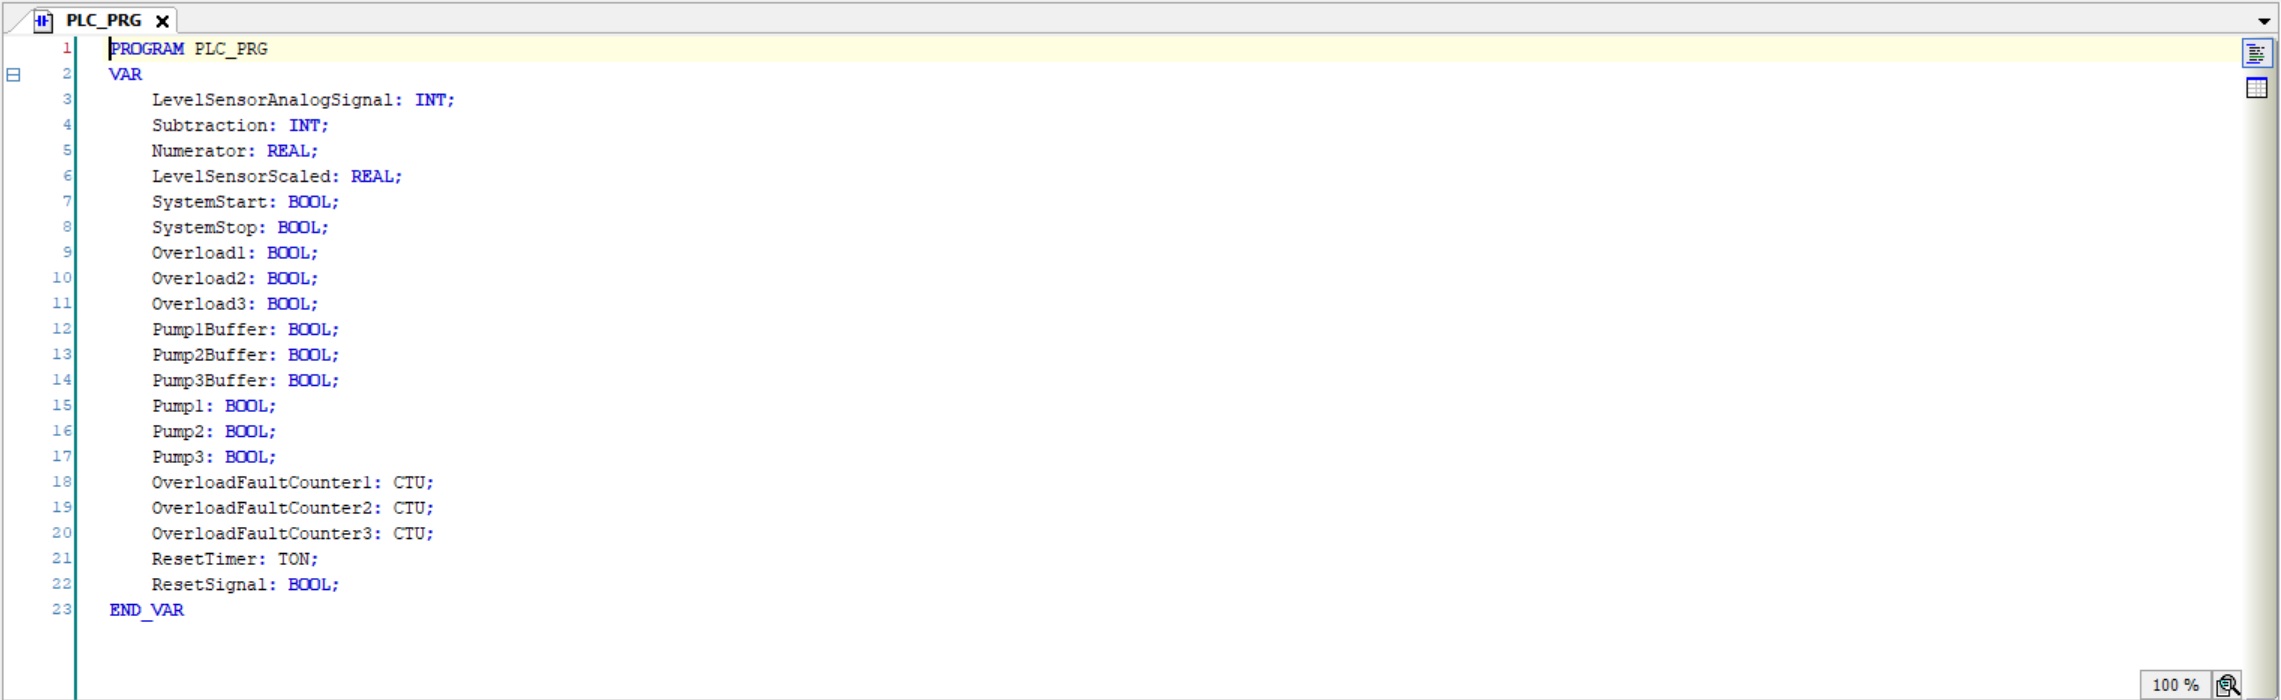 PLC_PRG
1 PROGRAM PLC_PRG
2 VAR
3 LevelSensorAnalogSignal: INT;
4 Subtraction: INT;
5 Numerator: REAL;
6 LevelSensorScaled: REAL;
7 SystemStart: BOOL;
8 SystemStop: BOOL;
9 Overload1: BOOL;
10 Overload2: BOOL;
11 Overload3: BOOL;
12 Pump1Buffer: BOOL;
13 Pump2Buffer: BOOL;
14 Pump3Buffer: BOOL;
15 Pump1: BOOL;
16 Pump2: BOOL;
17 Pump3: BOOL;
18 OverloadFaultCounter1: CTU;
19 OverloadFaultCounter2: CTU;
20 OverloadFaultCounter3: CTU;
21 ResetTimer: TON;
22 ResetSignal: BOOL;
23 END_VAR
100 %